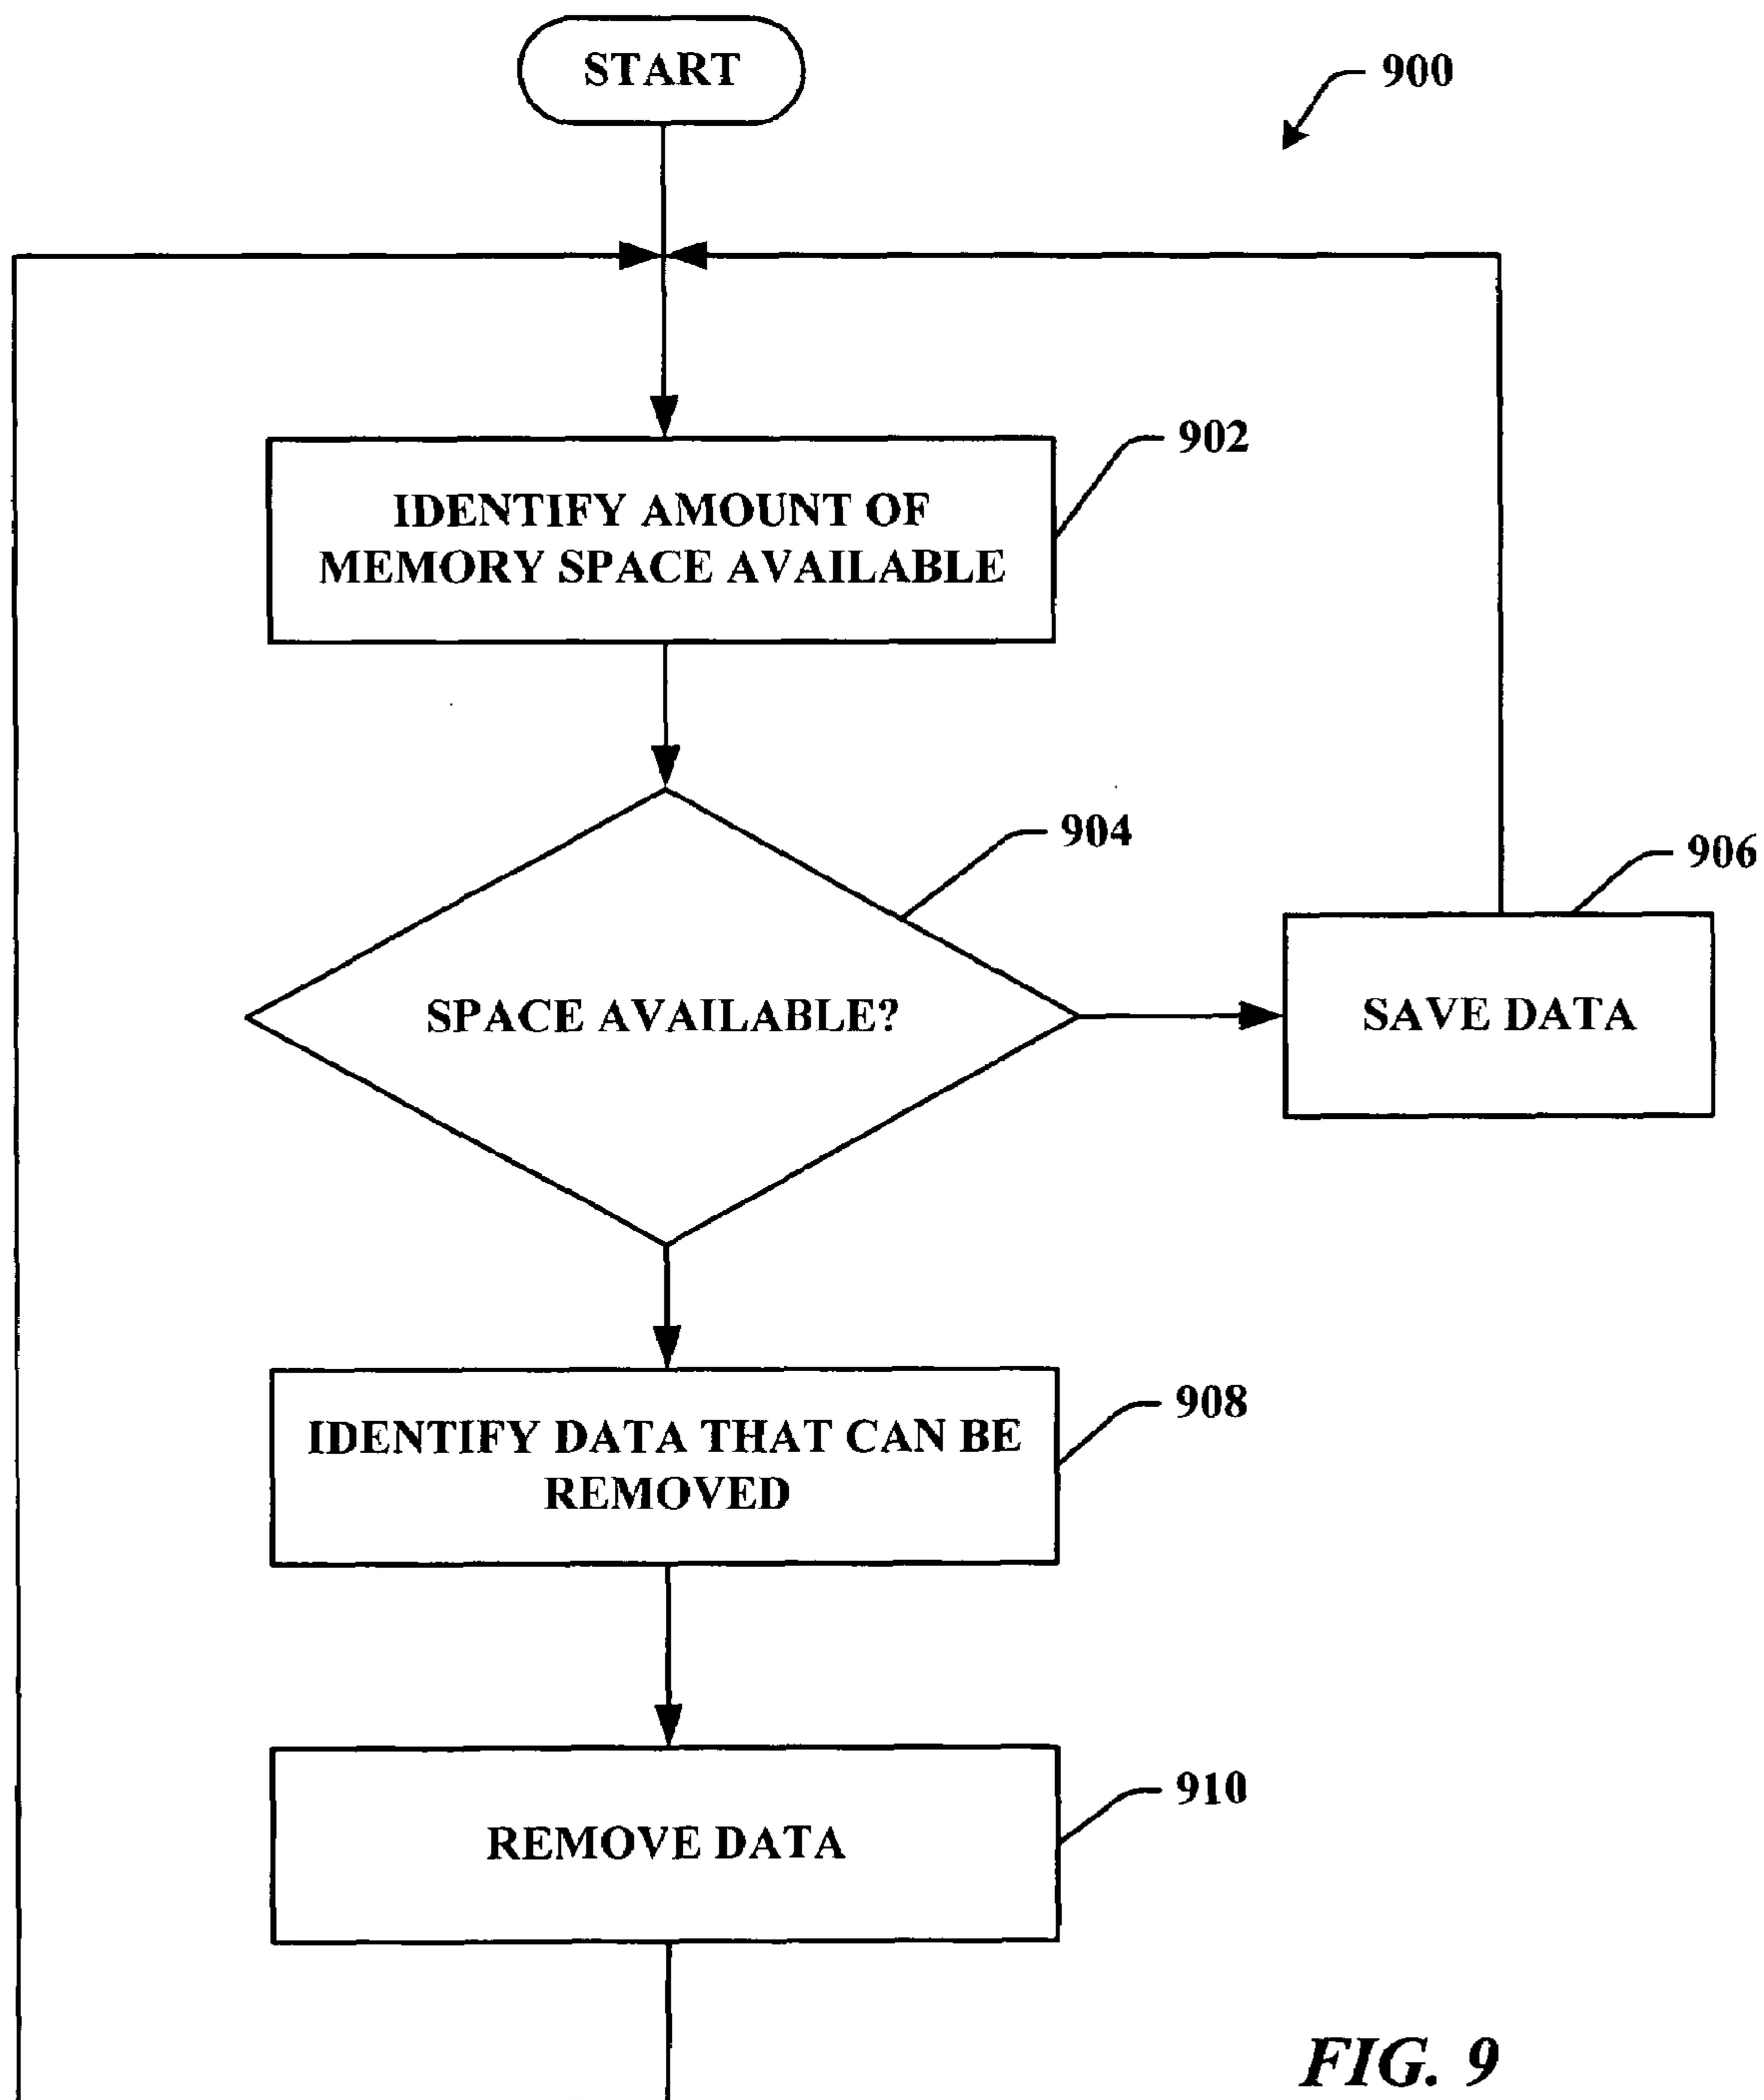 START
900
902
IDENTIFY AMOUNT OF
MEMORY SPACE AVAILABLE
904
906
SPACE AVAILABLE?
SAVE DATA
908
IDENTIFY DATA THAT CAN BE
REMOVED
910
REMOVE DATA
FIG. 9